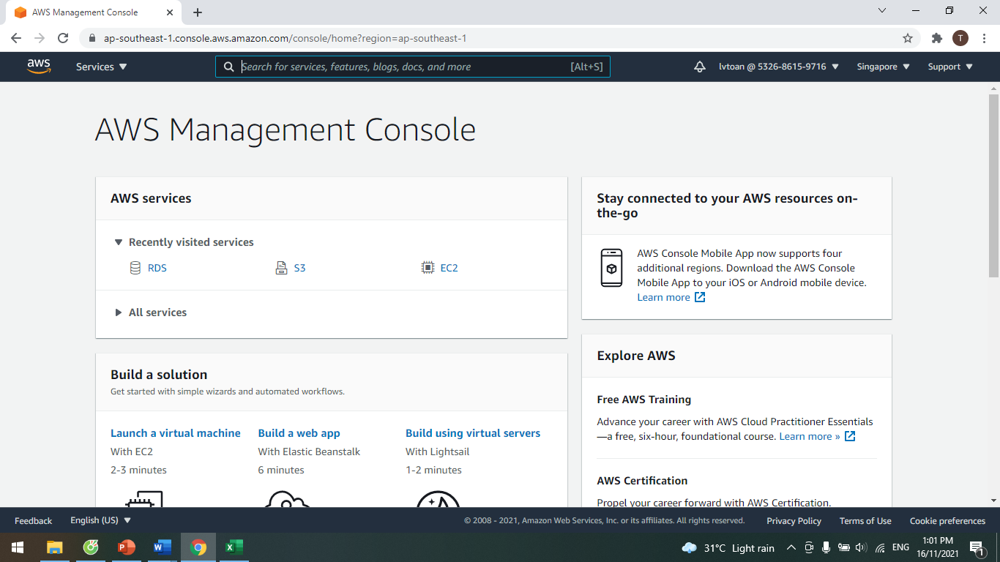 AWS Management Console
ap-southeast-1.console.aws.amazon.com/console/home?region=ap-southeast-1
T
aws
Services
Search for services, features, blogs, docs, and more
[Alt+S]
lvtoan @ 5326-8615-9716
Singapore
Support
AWS Management Console
AWS services
Recently visited services
RDS
S3
EC2
All services
Build a solution
Get started with simple wizards and automated workflows.
Launch a virtual machine
With EC2
2-3 minutes
Build a web app
With Elastic Beanstalk
6 minutes
Build using virtual servers
With Lightsail
1-2 minutes
Stay connected to your AWS resources on-
the-go
AWS Console Mobile App now supports four
additional regions. Download the AWS Console
Mobile App to your iOS or Android mobile device.
Learn more
Explore AWS
Free AWS Training
Advance your career with AWS Cloud Practitioner Essentials
—a free, six-hour, foundational course. Learn more »
AWS Certification
Propel your career forward with AWS Certification.
Feedback
English (US)
© 2008 - 2021, Amazon Web Services, Inc. or its affiliates. All rights reserved.
Privacy Policy
Terms of Use
Cookie preferences
31°C Light rain
ENG
1:01 PM
16/11/2021
1